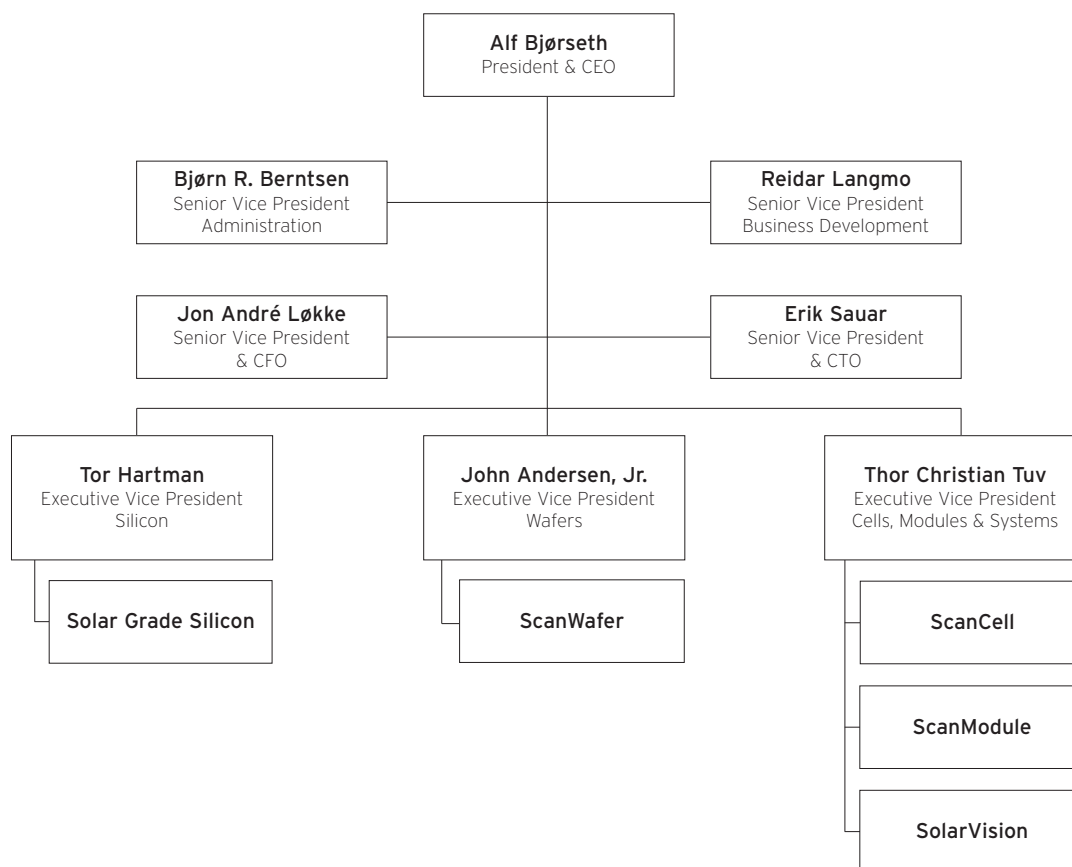 Alf Bjørseth
President & CEO
Bjørn R. Berntsen
Senior Vice President
Administration
Reidar Langmo
Senior Vice President
Business Development
Jon André Løkke
Senior Vice President
& CFO
Erik Sauar
Senior Vice President
& CTO
Tor Hartman
Executive Vice President
Silicon
John Andersen, Jr.
Executive Vice President
Wafers
Thor Christian Tuv
Executive Vice President
Cells, Modules & Systems
Solar Grade Silicon
ScanWafer
ScanCell
ScanModule
SolarVision